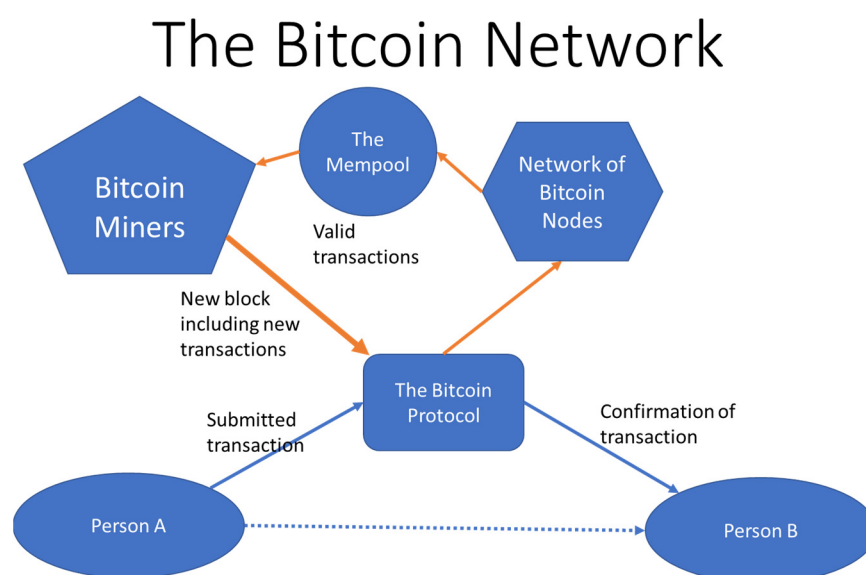 The Bitcoin Network
Bitcoin
Miners
The
Mempool
Network of
Bitcoin
Nodes
Valid
transactions
New block
including new
transactions
The Bitcoin
Protocol
Submitted
transaction
Confirmation of
transaction
Person A
Person B